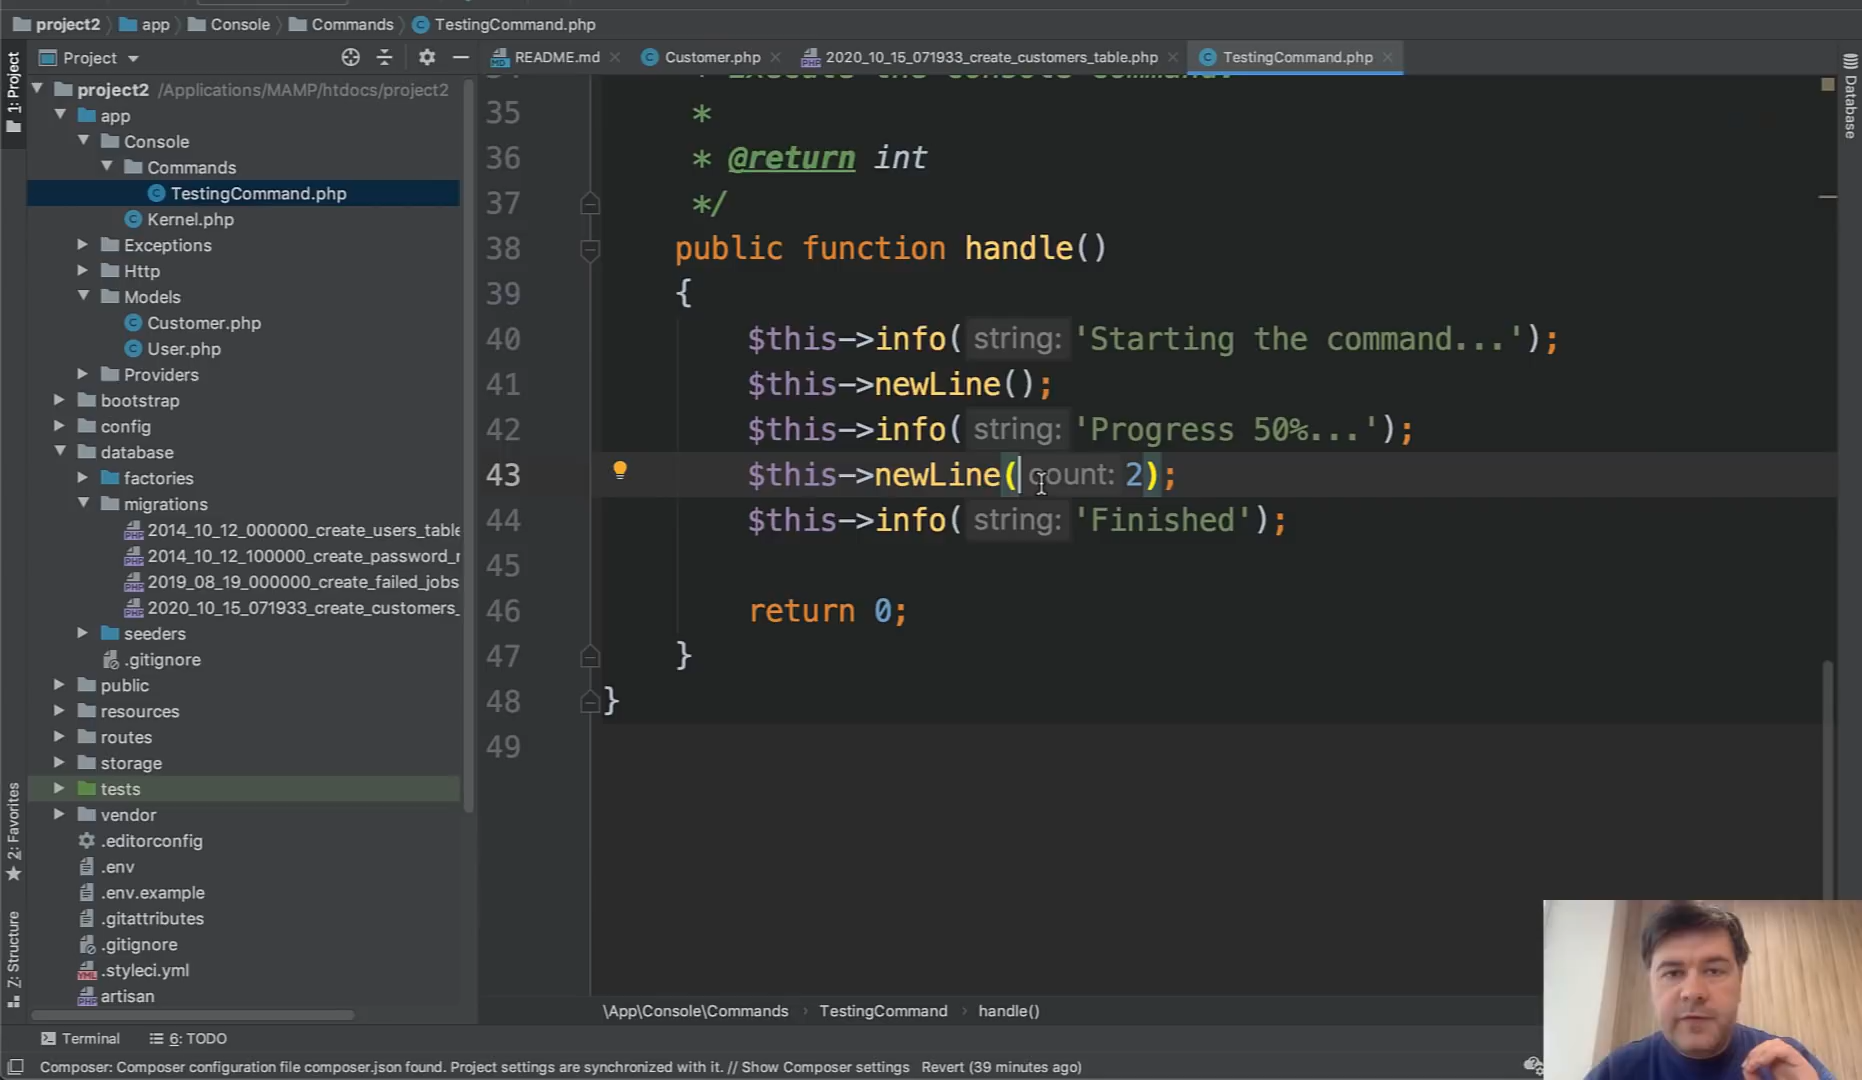 project2 app Console Commands TestingCommand.php
Project
README.md Customer.php 2020_10_15_071933_create_customers_table.php TestingCommand.php
1: Project
2: Favorites
Z: Structure
Database
project2 /Applications/MAMP/htdocs/project2
app
Console
Commands
TestingCommand.php
Kernel.php
Exceptions
Http
Models
Customer.php
User.php
Providers
bootstrap
config
database
factories
migrations
2014_10_12_000000_create_users_table
2014_10_12_100000_create_password_r
2019_08_19_000000_create_failed_jobs
2020_10_15_071933_create_customers_
seeders
.gitignore
public
resources
routes
storage
tests
vendor
.editorconfig
.env
.env.example
.gitattributes
.gitignore
.styleci.yml
artisan
* Execute the console command.
35 *
36 * @return int
37 */
38 public function handle()
39 {
40 $this->info( string: 'Starting the command...');
41 $this->newLine();
42 $this->info( string: 'Progress 50%...');
43 $this->newLine( count: 2);
44 $this->info( string: 'Finished');
45
46 return 0;
47 }
48 }
49
\App\Console\Commands TestingCommand handle()
Terminal 6: TODO
Composer: Composer configuration file composer.json found. Project settings are synchronized with it. // Show Composer settings Revert (39 minutes ago)